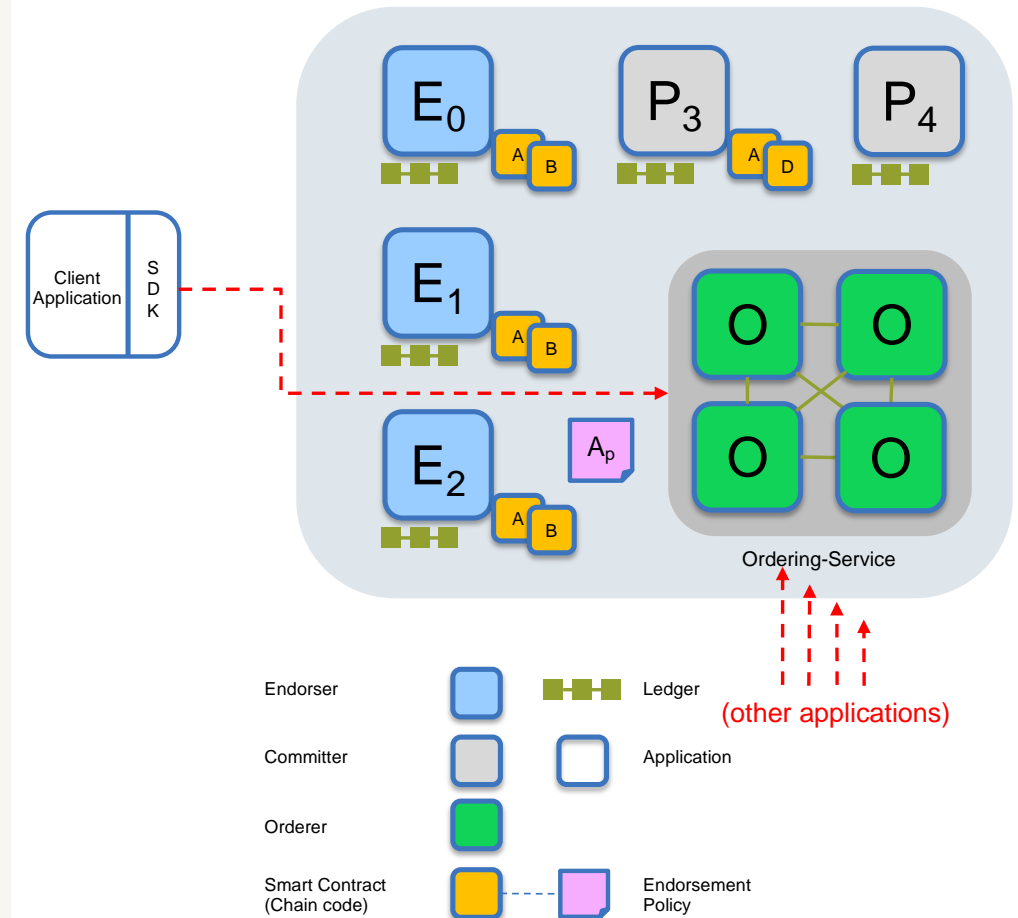 E0
A
B
P3
A
D
P4
Client
Application
S
D
K
E1
A
B
O
O
E2
A
B
Ap
O
O
Ordering-Service
(other applications)
Endorser
Ledger
Committer
Application
Orderer
Smart Contract
(Chain code)
Endorsement
Policy